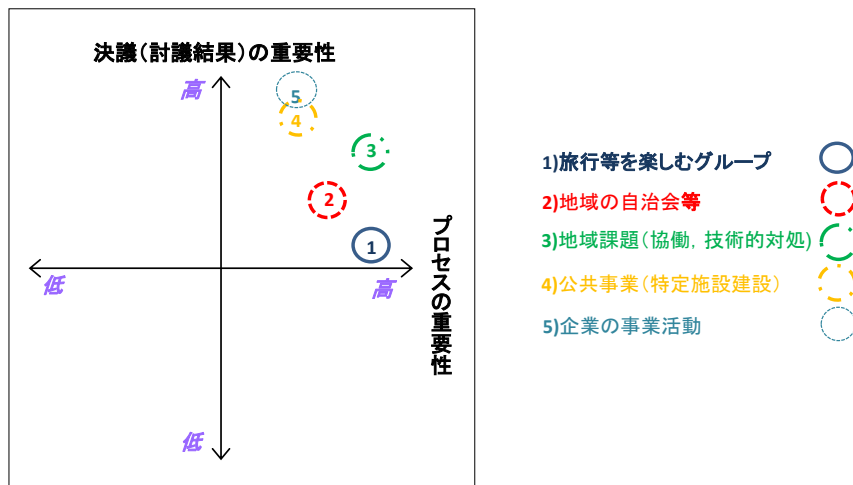 決議(討議結果)の重要性
高
5
4
3
2
1
低
高
プロセスの重要性
低
1)旅行等を楽しむグループ
2)地域の自治会等
3)地域課題(協働, 技術的対処)
4)公共事業(特定施設建設)
5)企業の事業活動